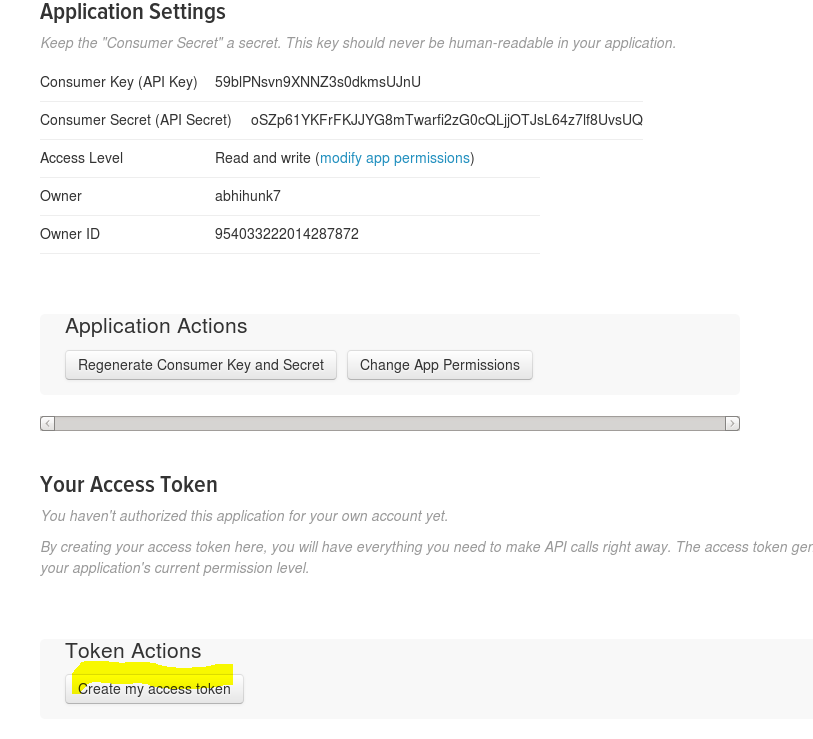 Application Settings
Keep the "Consumer Secret" a secret. This key should never be human-readable in your application.
Consumer Key (API Key) 59blPNsvn9XNNZ3s0dkmsUJnU
Consumer Secret (API Secret) oSZp61YKFrFKJJYG8mTwarfi2zG0cQLjjOTJsL64z7lf8UvsUQ
Access Level Read and write (modify app permissions)
Owner abhihunk7
Owner ID 954033222014287872
Application Actions
Regenerate Consumer Key and Secret Change App Permissions
Your Access Token
You haven't authorized this application for your own account yet.
By creating your access token here, you will have everything you need to make API calls right away. The access token ger
your application's current permission level.
Token Actions
Create my access token